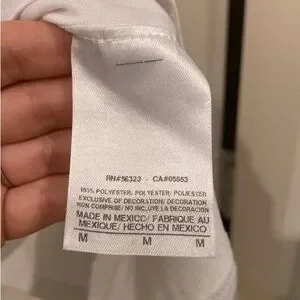 RN#56323 - CA#05553
100% POLYESTER/ POLYESTER/ POLIESTER
EXCLUSIVE OF DECORATION/ DECORATION
NON COMPRISE/ NO INCLUYE LA DECORACION
MADE IN MEXICO/ FABRIQUE AU
MEXIQUE/ HECHO EN MEXICO
M M M